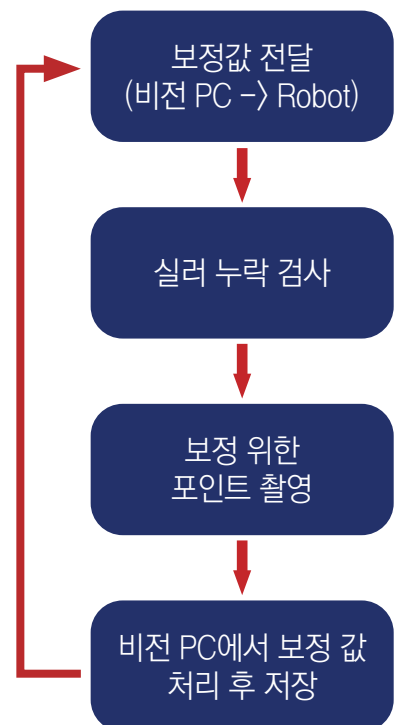 보정값 전달
(비전 PC -> Robot)
실러 누락 검사
보정 위한
포인트 촬영
비전 PC에서 보정 값
처리 후 저장